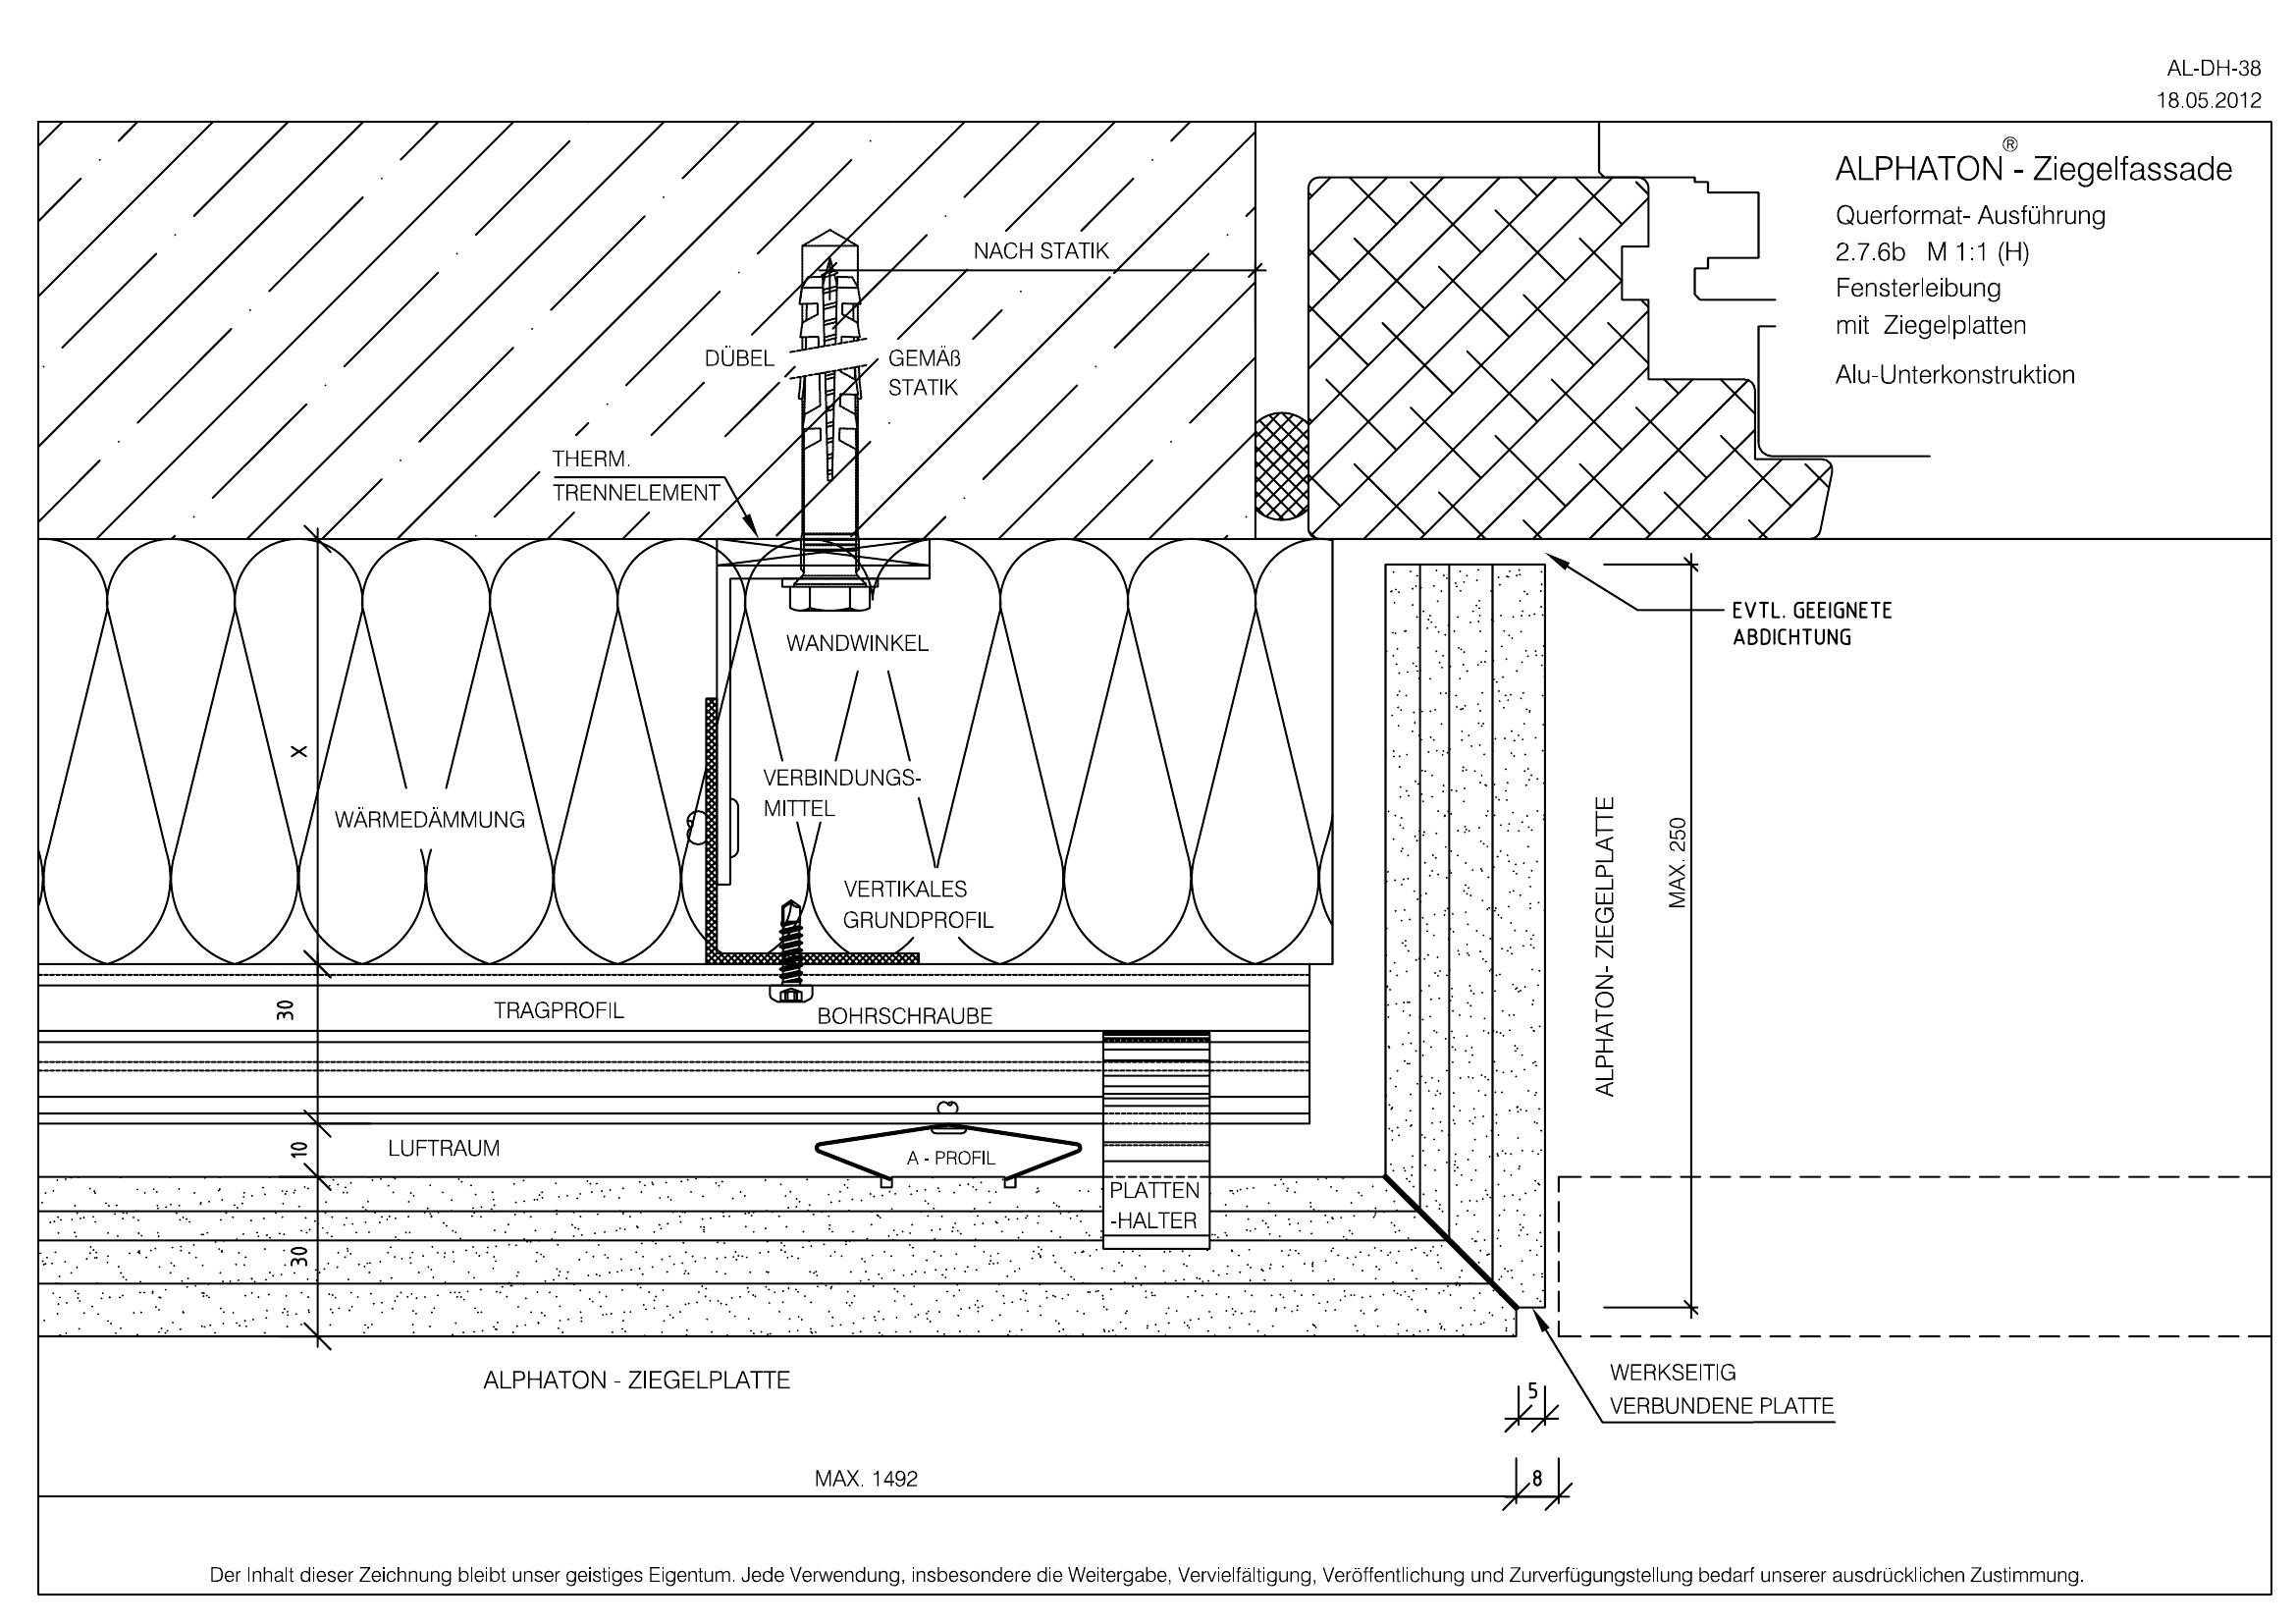 AL-DH-38
18.05.2012
ALPHATON® - Ziegelfassade
Querformat- Ausführung
2.7.6b M 1:1 (H)
Fensterleibung
mit Ziegelplatten
Alu-Unterkonstruktion
NACH STATIK
DÜBEL
GEMÄß
STATIK
THERM.
TRENNELEMENT
WANDWINKEL
EVTL. GEEIGNETE
ABDICHTUNG
X
VERBINDUNGS-
MITTEL
WÄRMEDÄMMUNG
VERTIKALES
GRUNDPROFIL
ALPHATON- ZIEGELPLATTE
MAX. 250
30
TRAGPROFIL
BOHRSCHRAUBE
10
LUFTRAUM
A - PROFIL
PLATTEN
-HALTER
30
ALPHATON - ZIEGELPLATTE
WERKSEITIG
VERBUNDENE PLATTE
5
MAX. 1492
8
Der Inhalt dieser Zeichnung bleibt unser geistiges Eigentum. Jede Verwendung, insbesondere die Weitergabe, Vervielfältigung, Veröffentlichung und Zurverfügungstellung bedarf unserer ausdrücklichen Zustimmung.